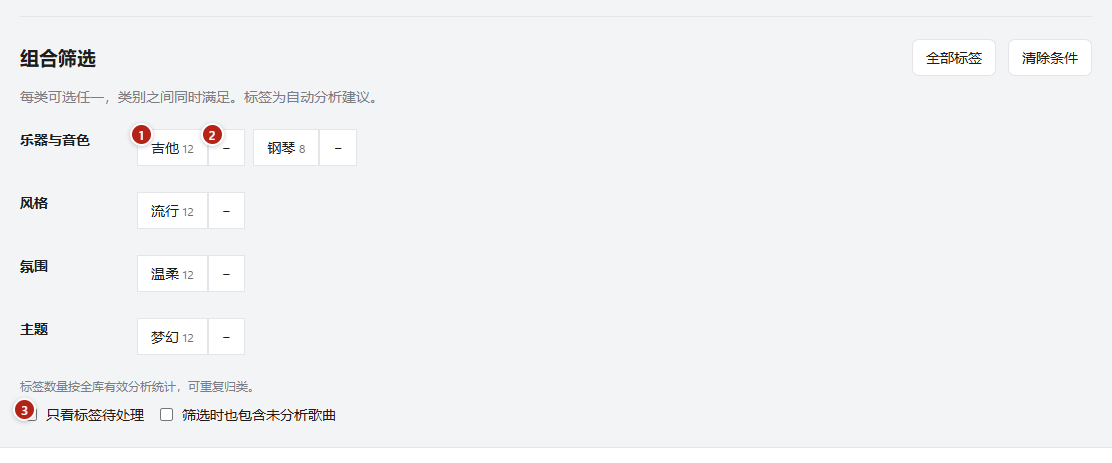 组合筛选 全部标签 清除条件
每类可选任一，类别之间同时满足。标签为自动分析建议。
乐器与音色 1 吉他 12 2 − 钢琴 8 −
风格 流行 12 −
氛围 温柔 12 −
主题 梦幻 12 −
标签数量按全库有效分析统计，可重复归类。
3 只看标签待处理 筛选时也包含未分析歌曲